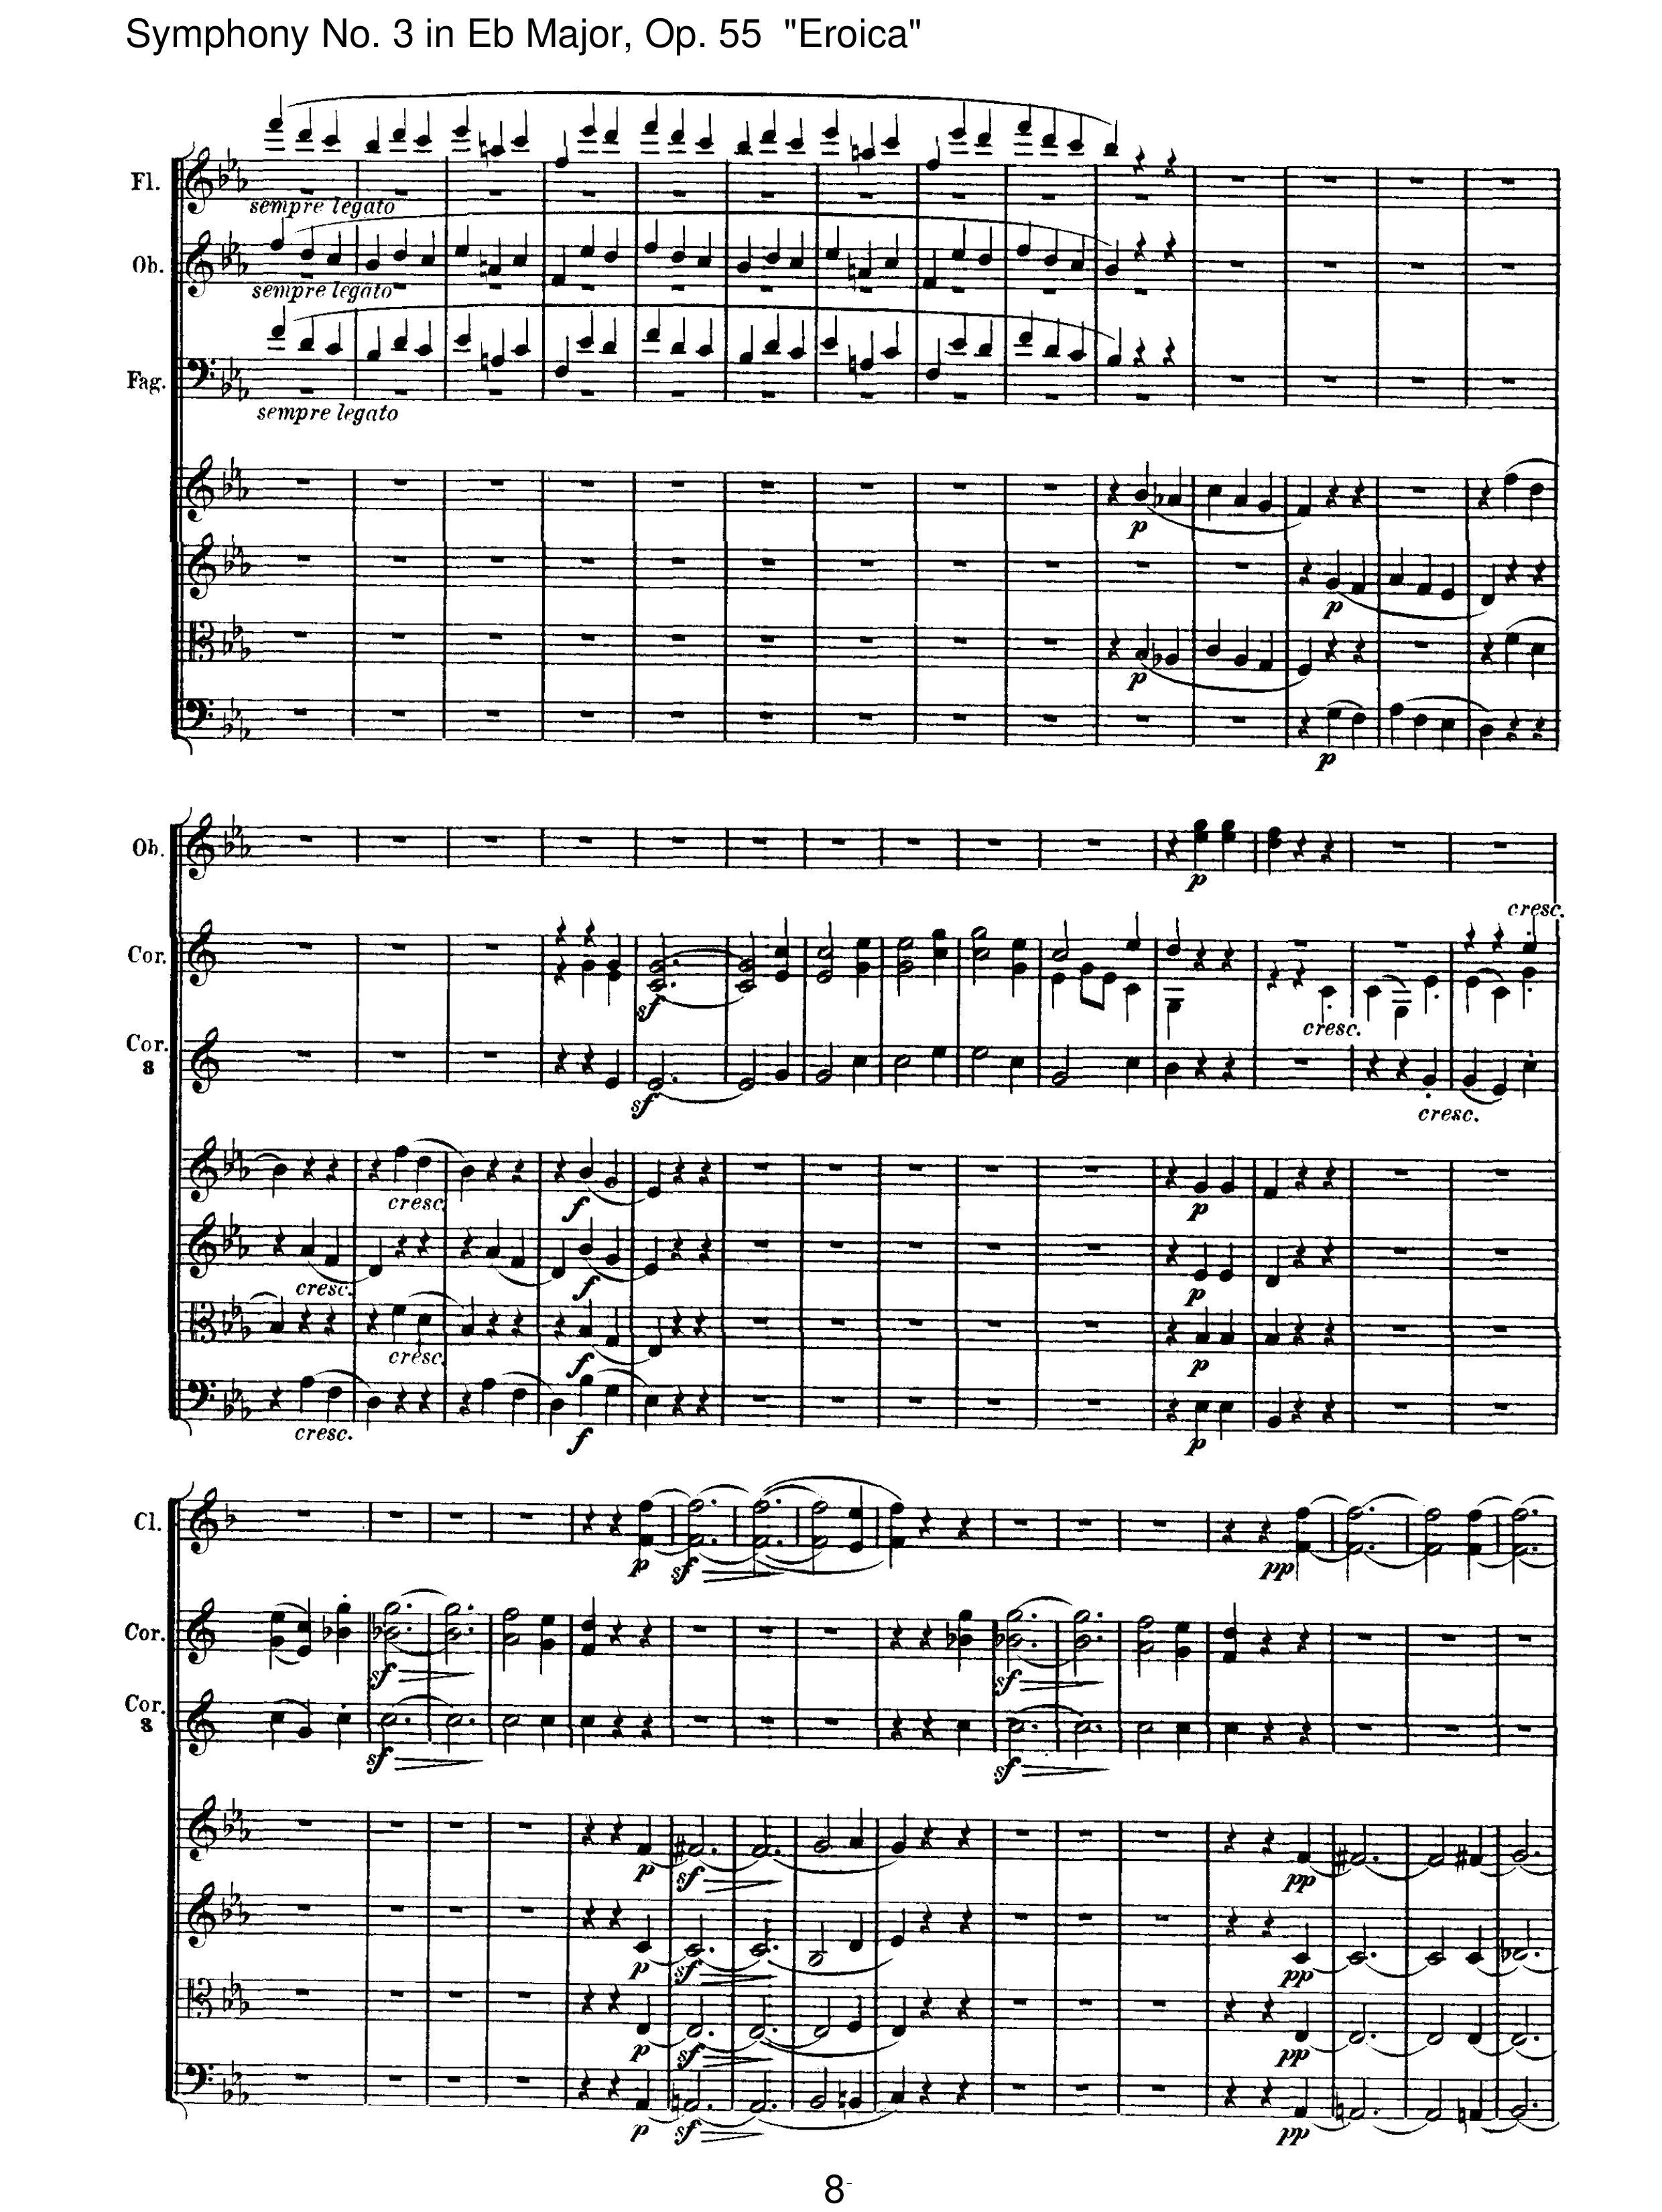 Symphony No. 3 in Eb Major, Op. 55 "Eroica"
Fl.
sempre legato
Ob.
sempre legato
Fag.
sempre legato
p
p
p
p
Ob.
p
cresc.
Cor.
sf
cresc.
Cor.
3
sf
cresc.
cresc.
f
p
cresc.
f
p
cresc.
f
p
cresc.
f
p
Cl.
p
sf
pp
Cor.
sf
sf
Cor.
3
sf
sf
p
sf
pp
p
sf
pp
p
sf
pp
p
sf
pp
8